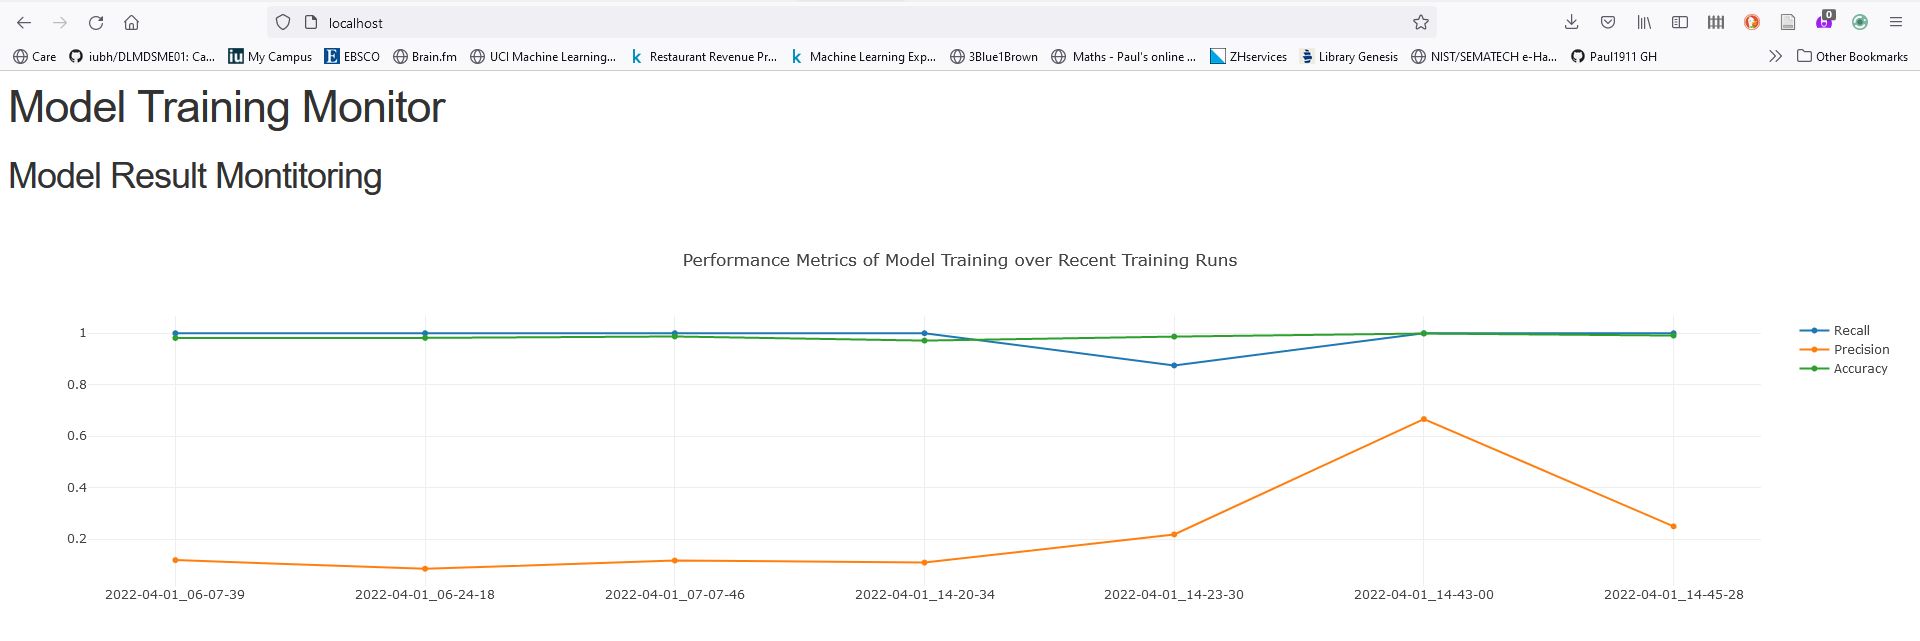 localhost
0
Care
iubh/DLMDSME01: Ca...
iu My Campus
E EBSCO
Brain.fm
UCI Machine Learning...
k Restaurant Revenue Pr...
k Machine Learning Exp...
3Blue1Brown
Maths - Paul's online ...
ZHservices
Library Genesis
NIST/SEMATECH e-Ha...
Paul1911 GH
Other Bookmarks
Model Training Monitor
Model Result Montitoring
Performance Metrics of Model Training over Recent Training Runs
1
0.8
0.6
0.4
0.2
Recall
Precision
Accuracy
2022-04-01_06-07-39
2022-04-01_06-24-18
2022-04-01_07-07-46
2022-04-01_14-20-34
2022-04-01_14-23-30
2022-04-01_14-43-00
2022-04-01_14-45-28